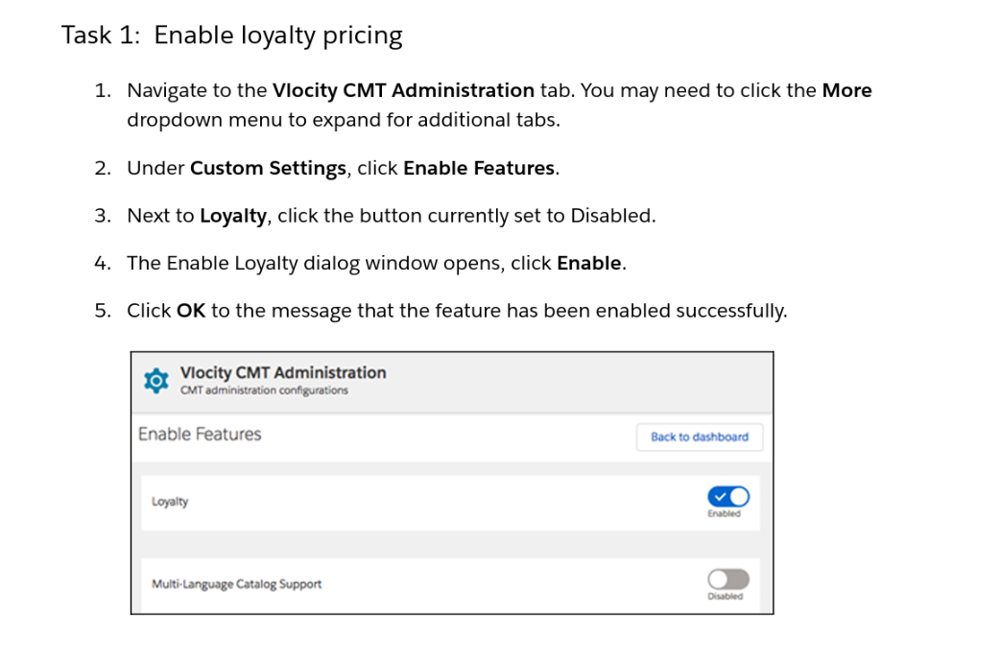 Task 1: Enable loyalty pricing
1. Navigate to the Vlocity CMT Administration tab. You may need to click the More
dropdown menu to expand for additional tabs.
2. Under Custom Settings, click Enable Features.
3. Next to Loyalty, click the button currently set to Disabled.
4. The Enable Loyalty dialog window opens, click Enable.
5. Click OK to the message that the feature has been enabled successfully.
Vlocity CMT Administration
CMT administration configurations
Enable Features
Back to dashboard
Loyalty
Enabled
Multi-Language Catalog Support
Disabled